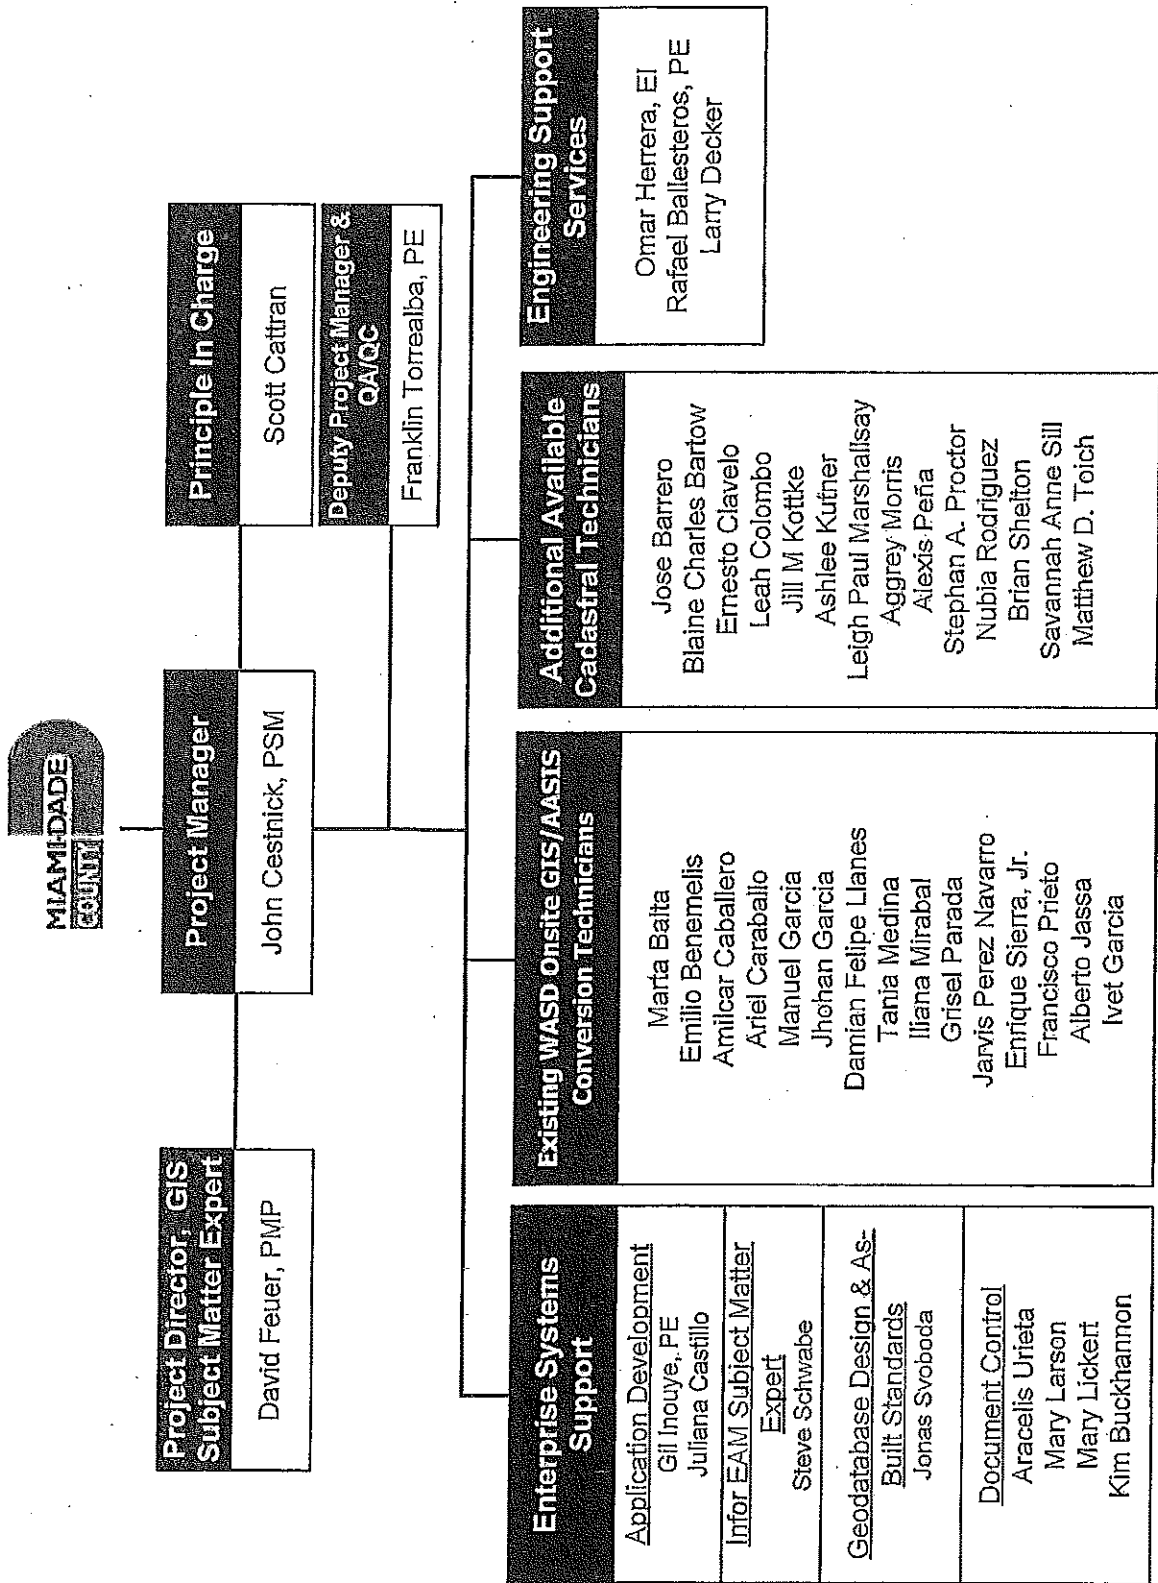 MIAMI-DADE
COUNTY
Project Director, GIS
Subject Matter Expert
David Feuer, PMP
Project Manager
John Cestnick, PSM
Principle In Charge
Scott Cattran
Deputy Project Manager &
QA/QC
Franklin Torrealba, PE
Enterprise Systems
Support
Application Development
Gil Inouye, PE
Juliana Castillo
Infor EAM Subject Matter
Expert
Steve Schwabe
Geodatabase Design & As-
Built Standards
Jonas Svoboda
Document Control
Aracelis Urieta
Mary Larson
Mary Lickert
Kim Buckhannon
Existing WASD Onsite GIS/AASIS
Conversion Technicians
Marta Balta
Emilio Benemelis
Amilcar Caballero
Ariel Caraballo
Manuel Garcia
Jhohan Garcia
Damian Felipe Llanes
Tania Medina
Iliana Mirabal
Grisel Parada
Jarvis Perez Navarro
Enrique Sierra, Jr.
Francisco Prieto
Alberto Jassa
Ivet Garcia
Additional Available
Cadastral Technicians
Jose Barrero
Blaine Charles Bartow
Ernesto Clavelo
Leah Colombo
Jill M Kottke
Ashlee Kufner
Leigh Paul Marshallsay
Aggrey Morris
Alexis Peña
Stephan A. Proctor
Nubia Rodriguez
Brian Shelton
Savannah Anne Sill
Matthew D. Toich
Engineering Support
Services
Omar Herrera, EI
Rafael Ballesteros, PE
Larry Decker